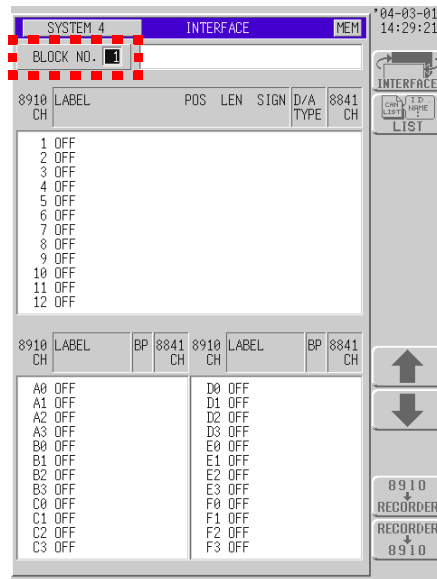 '04-03-01
14:29:21
SYSTEM 4 INTERFACE MEM
BLOCK NO. 1
INTERFACE
CAN LIST ID NAME
LIST
8910 CH LABEL POS LEN SIGN D/A TYPE 8841 CH
1 OFF
2 OFF
3 OFF
4 OFF
5 OFF
6 OFF
7 OFF
8 OFF
9 OFF
10 OFF
11 OFF
12 OFF
8910 CH LABEL BP 8841 CH 8910 CH LABEL BP 8841 CH
A0 OFF D0 OFF
A1 OFF D1 OFF
A2 OFF D2 OFF
A3 OFF D3 OFF
B0 OFF E0 OFF
B1 OFF E1 OFF
B2 OFF E2 OFF
B3 OFF E3 OFF
C0 OFF F0 OFF
C1 OFF F1 OFF
C2 OFF F2 OFF
C3 OFF F3 OFF
8910
↓
RECORDER
RECORDER
↓
8910